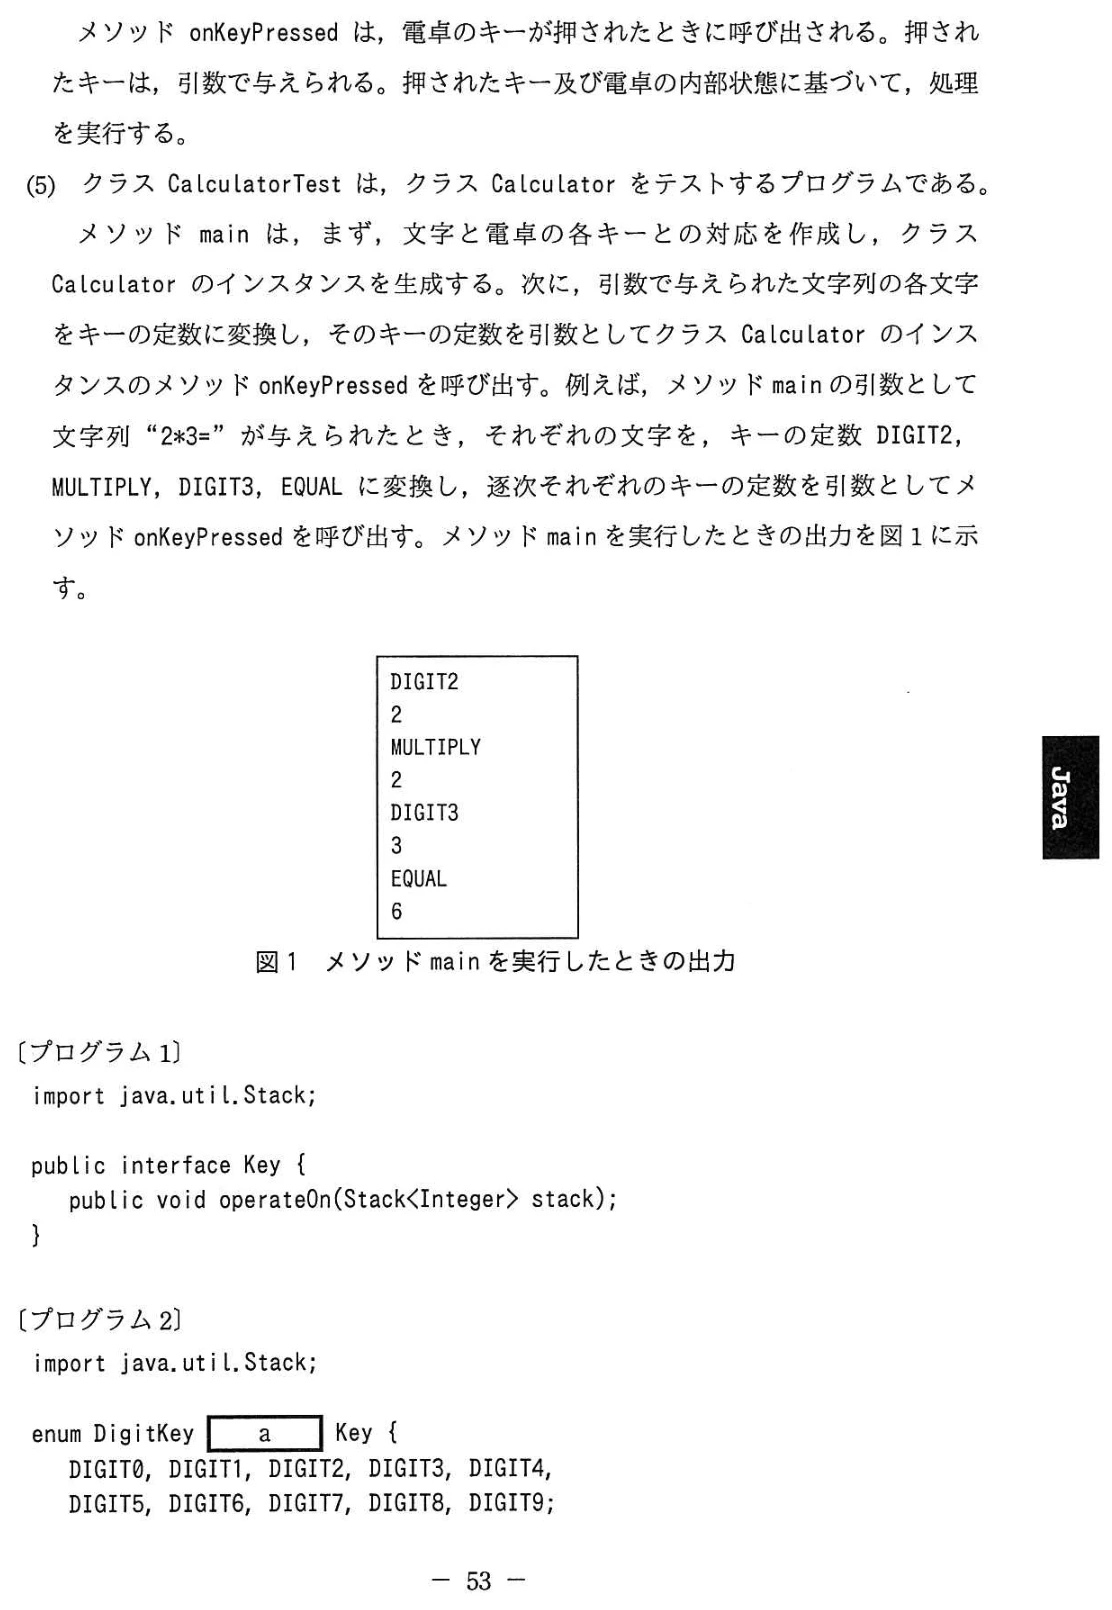 メソッド onKeyPressed は，電卓のキーが押されたときに呼び出される。押され
たキーは，引数で与えられる。押されたキー及び電卓の内部状態に基づいて，処理
を実行する。
(5) クラス CalculatorTest は，クラス Calculator をテストするプログラムである。
メソッド main は，まず，文字と電卓の各キーとの対応を作成し，クラス
Calculator のインスタンスを生成する。次に，引数で与えられた文字列の各文字
をキーの定数に変換し，そのキーの定数を引数としてクラス Calculator のインス
タンスのメソッド onKeyPressed を呼び出す。例えば，メソッド main の引数として
文字列“2*3=”が与えられたとき，それぞれの文字を，キーの定数 DIGIT2，
MULTIPLY，DIGIT3，EQUAL に変換し，逐次それぞれのキーの定数を引数としてメ
ソッド onKeyPressed を呼び出す。メソッド main を実行したときの出力を図1に示
す。
DIGIT2
2
MULTIPLY
2
DIGIT3
3
EQUAL
6
図1 メソッド main を実行したときの出力
Java
〔プログラム1〕
import java.util.Stack;
public interface Key {
public void operateOn(Stack<Integer> stack);
}
〔プログラム2〕
import java.util.Stack;
enum DigitKey a Key {
DIGIT0, DIGIT1, DIGIT2, DIGIT3, DIGIT4,
DIGIT5, DIGIT6, DIGIT7, DIGIT8, DIGIT9;
－ 53 －